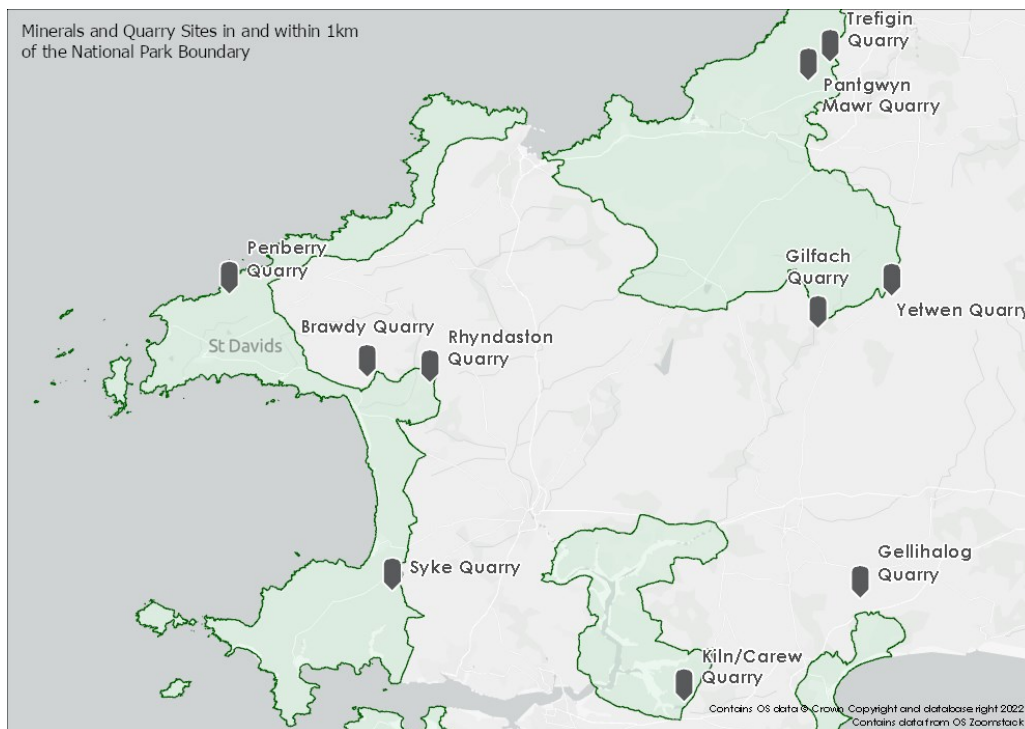 Minerals and Quarry Sites in and within 1km
of the National Park Boundary
Trefigin
Quarry
Pantgwyn
Mawr Quarry
Penberry
Quarry
Gilfach
Quarry
Yetwen Quarry
Brawdy Quarry
Rhyndaston
Quarry
St Davids
Syke Quarry
Gellihalog
Quarry
Kiln/Carew
Quarry
Contains OS data © Crown Copyright and database right 2022
Contains data from OS Zoomstack